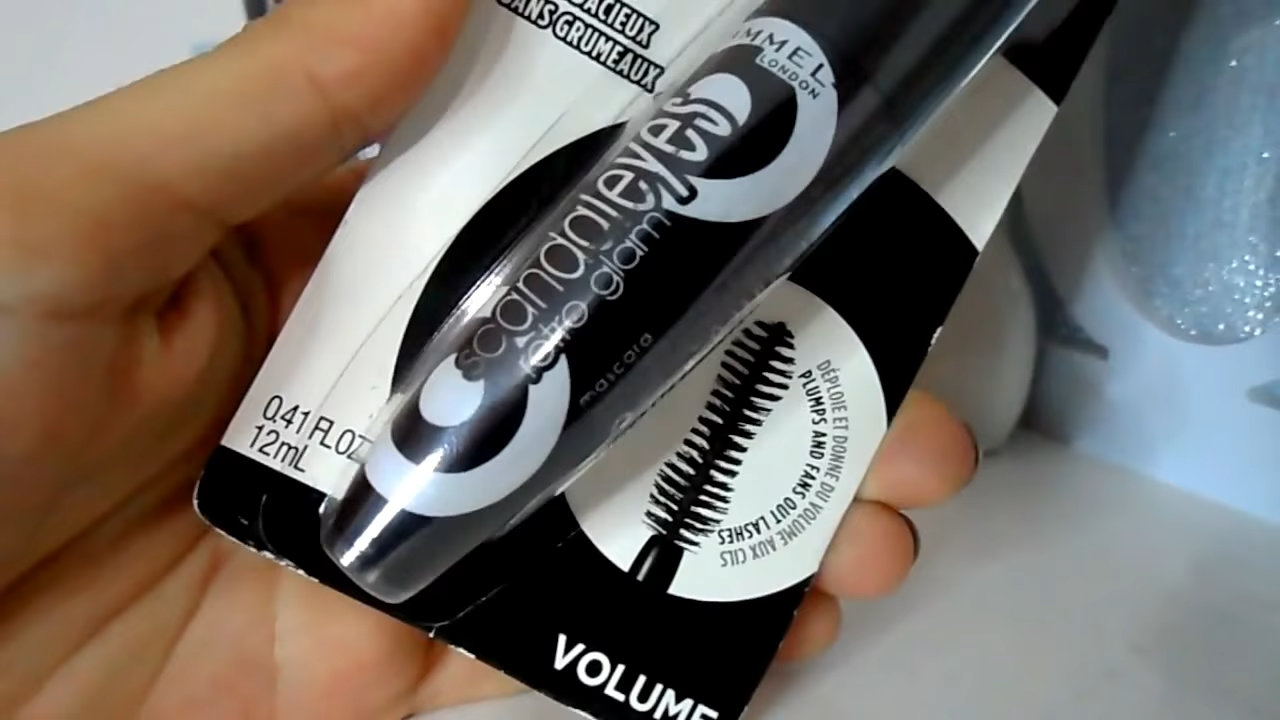 SANS GRUMEAUX
LONDON
scandaleyes
retro glam
mascara
0.41 FL OZ
12mL
DÉPLOIE ET DONNE DU VOLUME AUX CILS
PLUMPS AND FANS OUT LASHES
VOLUME